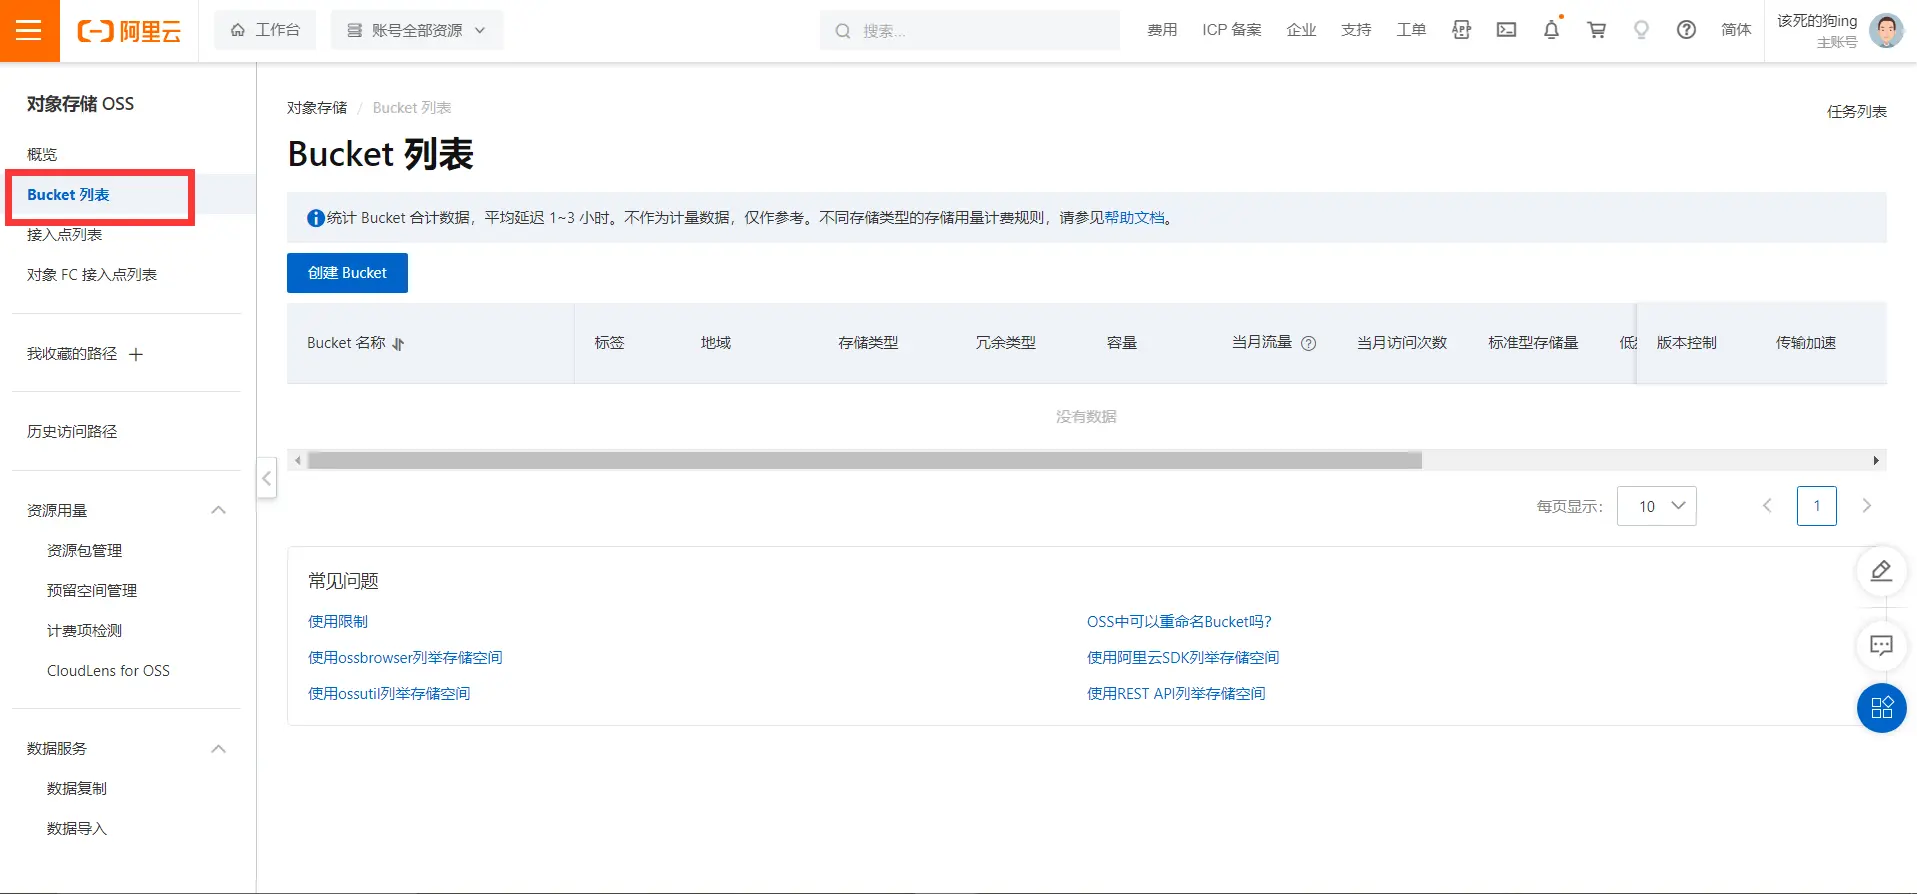 阿里云
工作台
账号全部资源
搜索...
费用
ICP 备案
企业
支持
工单
APP
简体
该死的狗ing
主账号
对象存储 OSS
概览
Bucket 列表
接入点列表
对象 FC 接入点列表
我收藏的路径
历史访问路径
资源用量
资源包管理
预留空间管理
计费项检测
CloudLens for OSS
数据服务
数据复制
数据导入
对象存储 / Bucket 列表
任务列表
Bucket 列表
统计 Bucket 合计数据，平均延迟 1~3 小时。不作为计量数据，仅作参考。不同存储类型的存储用量计费规则，请参见帮助文档。
创建 Bucket
Bucket 名称
标签
地域
存储类型
冗余类型
容量
当月流量
当月访问次数
标准型存储量
版本控制
传输加速
没有数据
每页显示：
10
1
常见问题
使用限制
OSS中可以重命名Bucket吗？
使用ossbrowser列举存储空间
使用阿里云SDK列举存储空间
使用ossutil列举存储空间
使用REST API列举存储空间